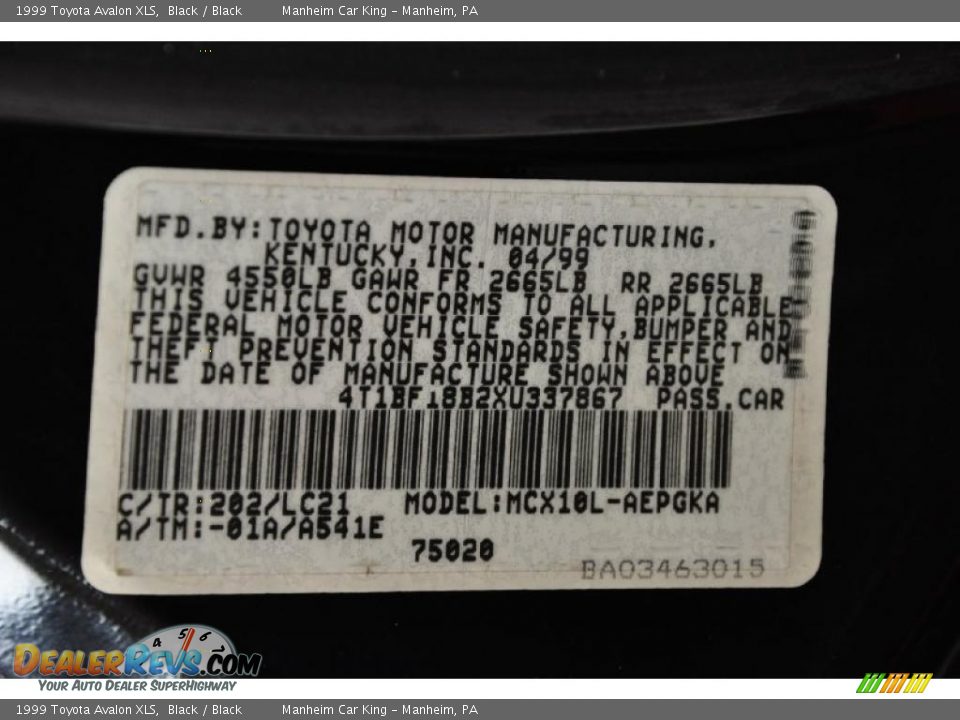 1999 Toyota Avalon XLS, Black / Black Manheim Car King – Manheim, PA
MFD.BY:TOYOTA MOTOR MANUFACTURING,
KENTUCKY,INC. 04/99
GVWR 4550LB GAWR FR 2665LB RR 2665LB
THIS VEHICLE CONFORMS TO ALL APPLICABLE
FEDERAL MOTOR VEHICLE SAFETY,BUMPER AND
THEFT PREVENTION STANDARDS IN EFFECT ON
THE DATE OF MANUFACTURE SHOWN ABOVE
4T1BF18B2XU337867 PASS.CAR
C/TR:202/LC21 MODEL:MCX10L-AEPGKA
A/TM:-01A/A541E
75020
BA03463015
4 5 6
DEALERREVS.COM
YOUR AUTO DEALER SUPERHIGHWAY
1999 Toyota Avalon XLS, Black / Black Manheim Car King – Manheim, PA